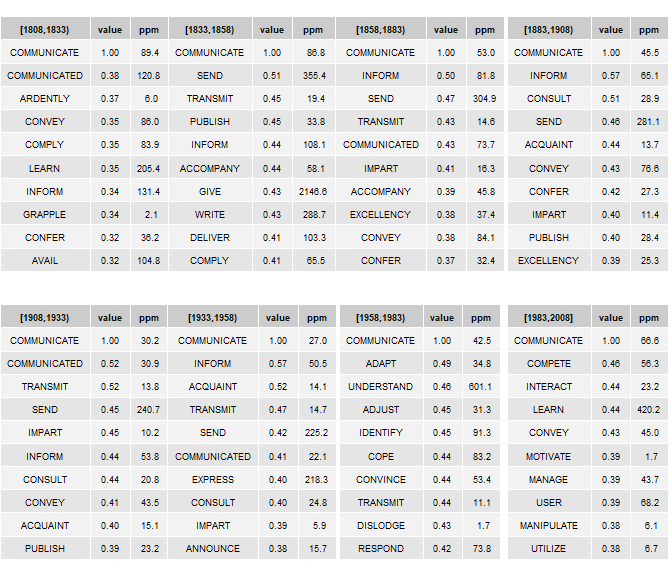 [1808,1833) value ppm [1833,1858) value ppm [1858,1883) value ppm [1883,1908) value ppm
COMMUNICATE 1.00 89.4 COMMUNICATE 1.00 86.8 COMMUNICATE 1.00 53.0 COMMUNICATE 1.00 45.5
COMMUNICATED 0.38 120.8 SEND 0.51 355.4 INFORM 0.50 81.8 INFORM 0.57 65.1
ARDENTLY 0.37 6.0 TRANSMIT 0.45 19.4 SEND 0.47 304.9 CONSULT 0.51 28.9
CONVEY 0.35 86.0 PUBLISH 0.45 33.8 TRANSMIT 0.43 14.6 SEND 0.46 281.1
COMPLY 0.35 83.9 INFORM 0.44 108.1 COMMUNICATED 0.43 73.7 ACQUAINT 0.44 13.7
LEARN 0.35 205.4 ACCOMPANY 0.44 58.1 IMPART 0.41 16.3 CONVEY 0.43 76.6
INFORM 0.34 131.4 GIVE 0.43 2146.6 ACCOMPANY 0.39 45.8 CONFER 0.42 27.3
GRAPPLE 0.34 2.1 WRITE 0.43 288.7 EXCELLENCY 0.38 37.4 IMPART 0.40 11.4
CONFER 0.32 36.2 DELIVER 0.41 103.3 CONVEY 0.38 84.1 PUBLISH 0.40 28.4
AVAIL 0.32 104.8 COMPLY 0.41 65.5 CONFER 0.37 32.4 EXCELLENCY 0.39 25.3
[1908,1933) value ppm [1933,1958) value ppm [1958,1983) value ppm [1983,2008] value ppm
COMMUNICATE 1.00 30.2 COMMUNICATE 1.00 27.0 COMMUNICATE 1.00 42.5 COMMUNICATE 1.00 66.6
COMMUNICATED 0.52 30.9 INFORM 0.57 50.5 ADAPT 0.49 34.8 COMPETE 0.46 56.3
TRANSMIT 0.52 13.8 ACQUAINT 0.52 14.1 UNDERSTAND 0.46 601.1 INTERACT 0.44 23.2
SEND 0.45 240.7 TRANSMIT 0.47 14.7 ADJUST 0.45 31.3 LEARN 0.44 420.2
IMPART 0.45 10.2 SEND 0.42 225.2 IDENTIFY 0.45 91.3 CONVEY 0.43 45.0
INFORM 0.44 53.8 COMMUNICATED 0.41 22.1 COPE 0.44 83.2 MOTIVATE 0.39 1.7
CONSULT 0.44 20.8 EXPRESS 0.40 218.3 CONVINCE 0.44 53.4 MANAGE 0.39 43.7
CONVEY 0.41 43.5 CONSULT 0.40 24.8 TRANSMIT 0.44 11.1 USER 0.39 68.2
ACQUAINT 0.40 15.1 IMPART 0.39 5.9 DISLODGE 0.43 1.7 MANIPULATE 0.38 6.1
PUBLISH 0.39 23.2 ANNOUNCE 0.38 15.7 RESPOND 0.42 73.8 UTILIZE 0.38 6.7